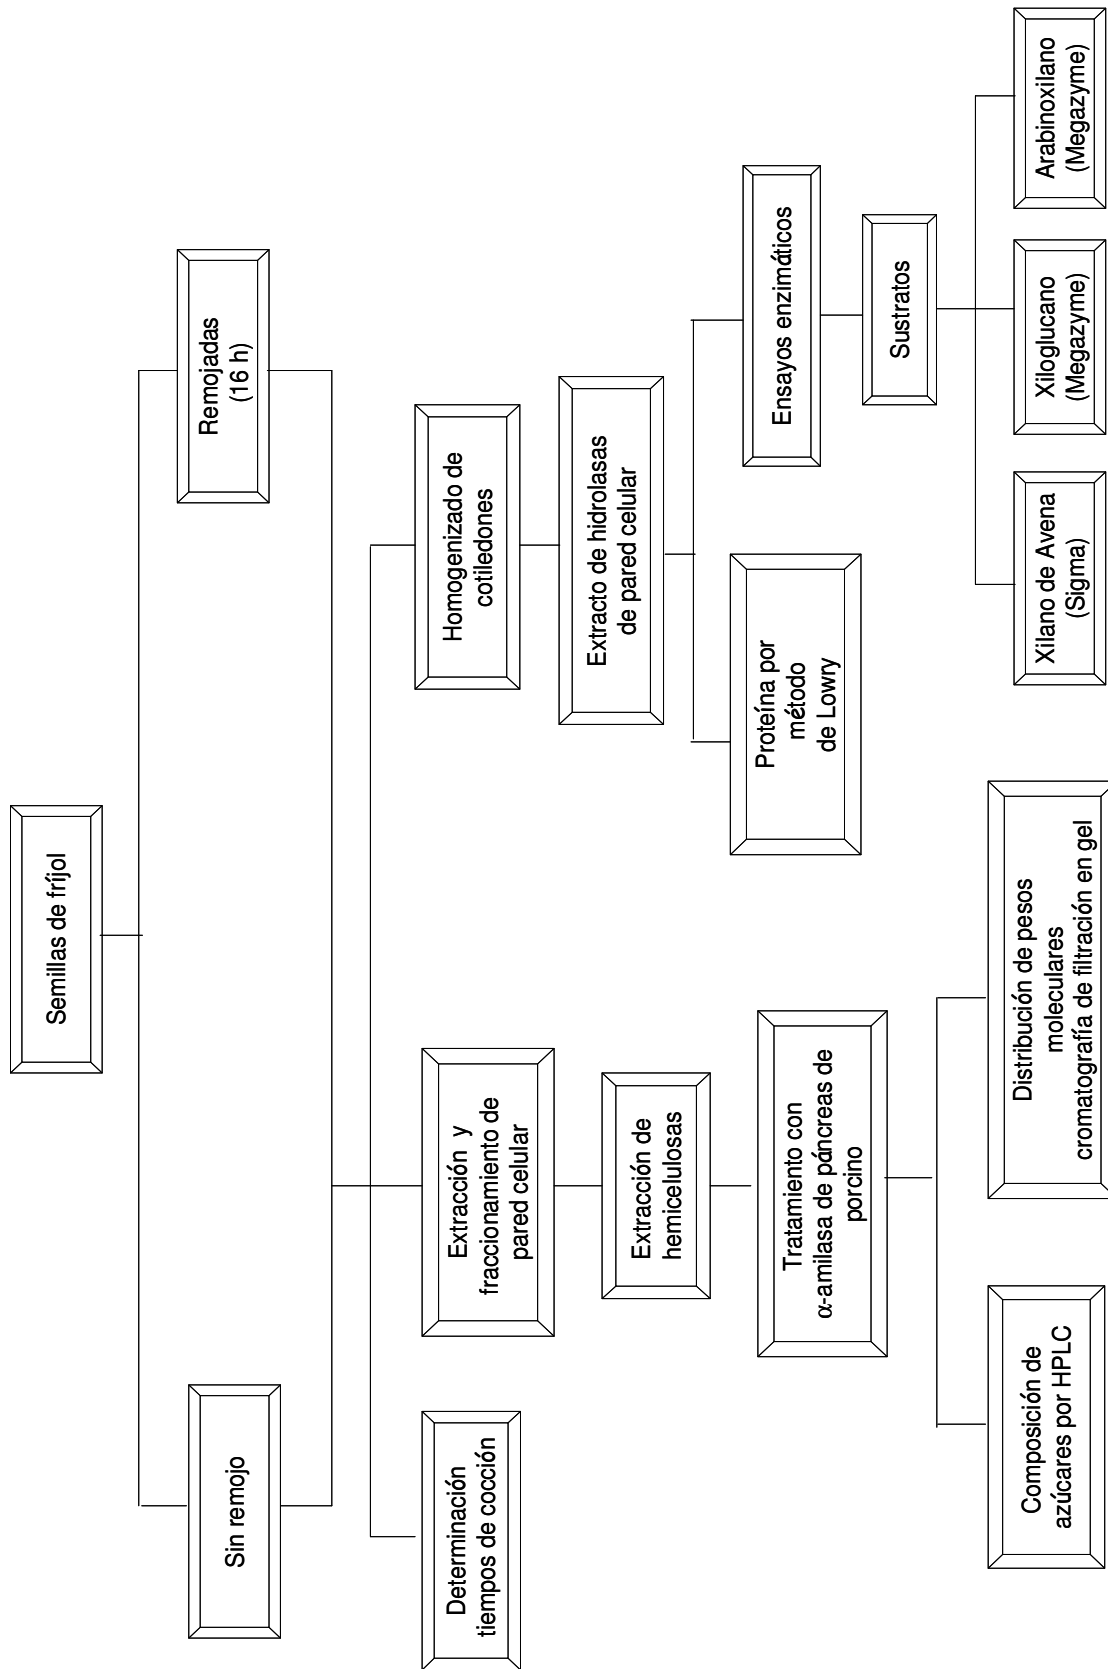 Semillas de fríjol
Sin remojo
Remojadas
(16 h)
Determinación
tiempos de cocción
Extracción y
fraccionamiento de
pared celular
Homogenizado de
cotiledones
Extracción de
hemicelulosas
Extracto de hidrolasas
de pared celular
Tratamiento con
α-amilasa de páncreas de
porcino
Proteína por
método
de Lowry
Ensayos enzimáticos
Sustratos
Composición de
azúcares por HPLC
Distribución de pesos
moleculares
cromatografía de filtración en gel
Xilano de Avena
(Sigma)
Xiloglucano
(Megazyme)
Arabinoxilano
(Megazyme)